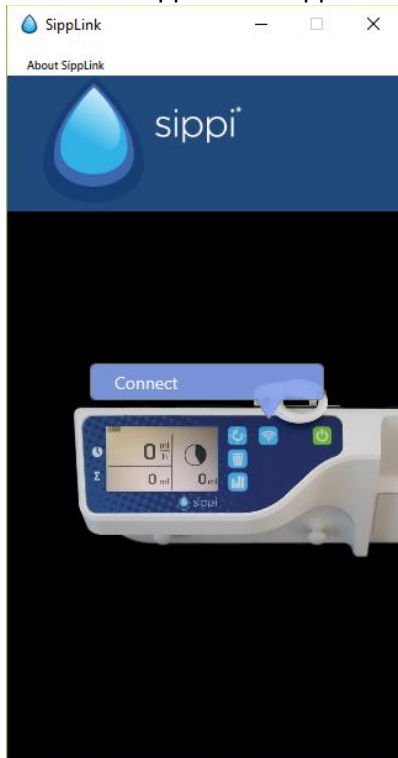 SippLink
About SippLink
sippi*
Connect
0 ml
h
Σ
0 ml
0 ml
sippi